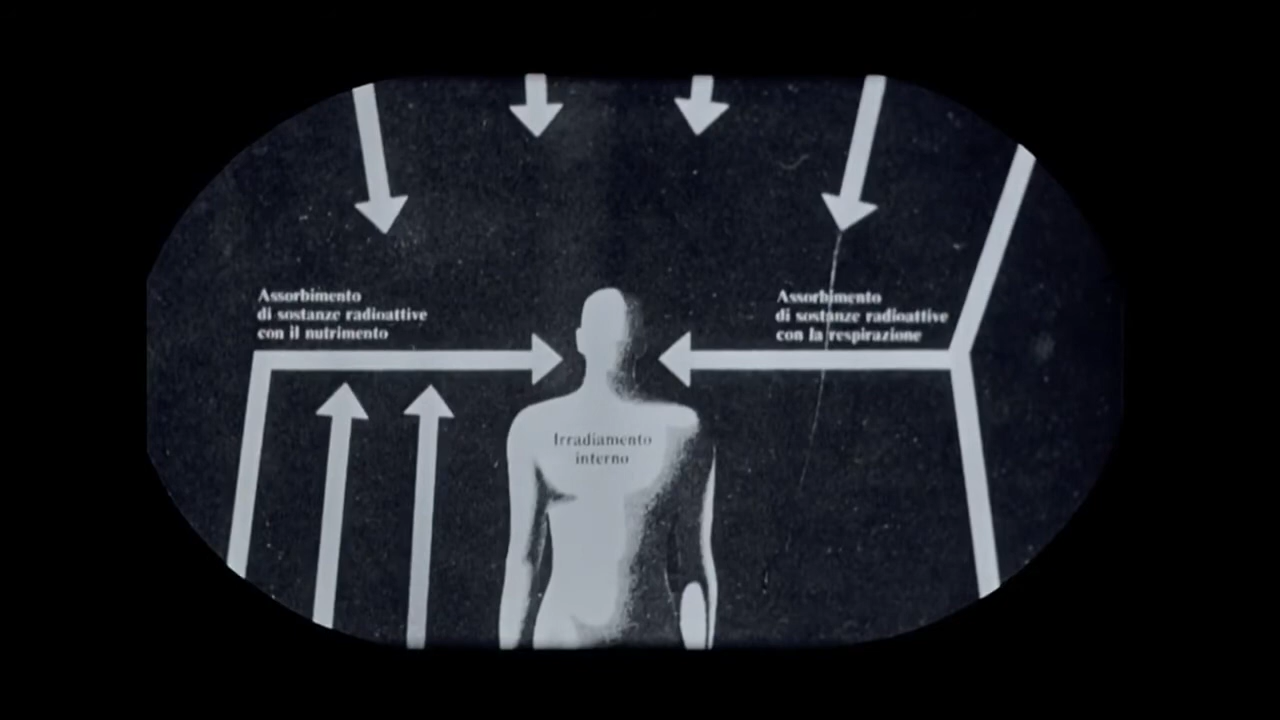 Assorbimento
di sostanze radioattive
con il nutrimento
Assorbimento
di sostanze radioattive
con la respirazione
Irradiamento
interno